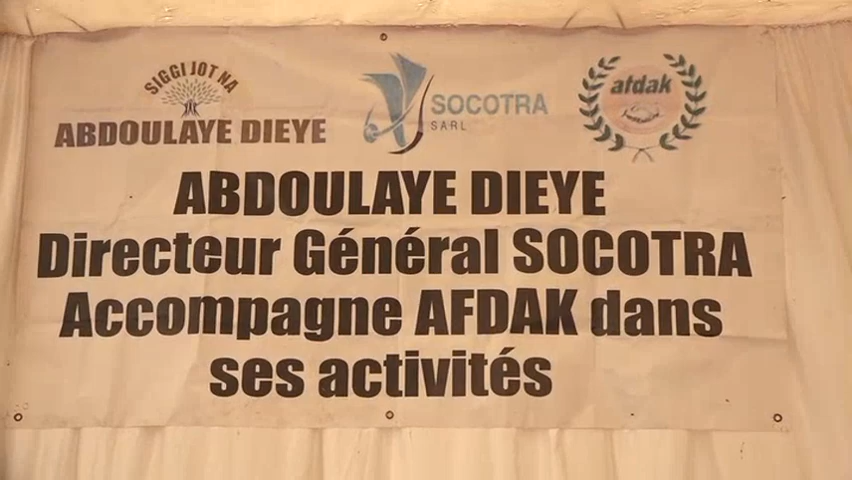 SIGGI JOT NA
ABDOULAYE DIEYE
SOCOTRA
SARL
afdak
ABDOULAYE DIEYE
Directeur Général SOCOTRA
Accompagne AFDAK dans
ses activités